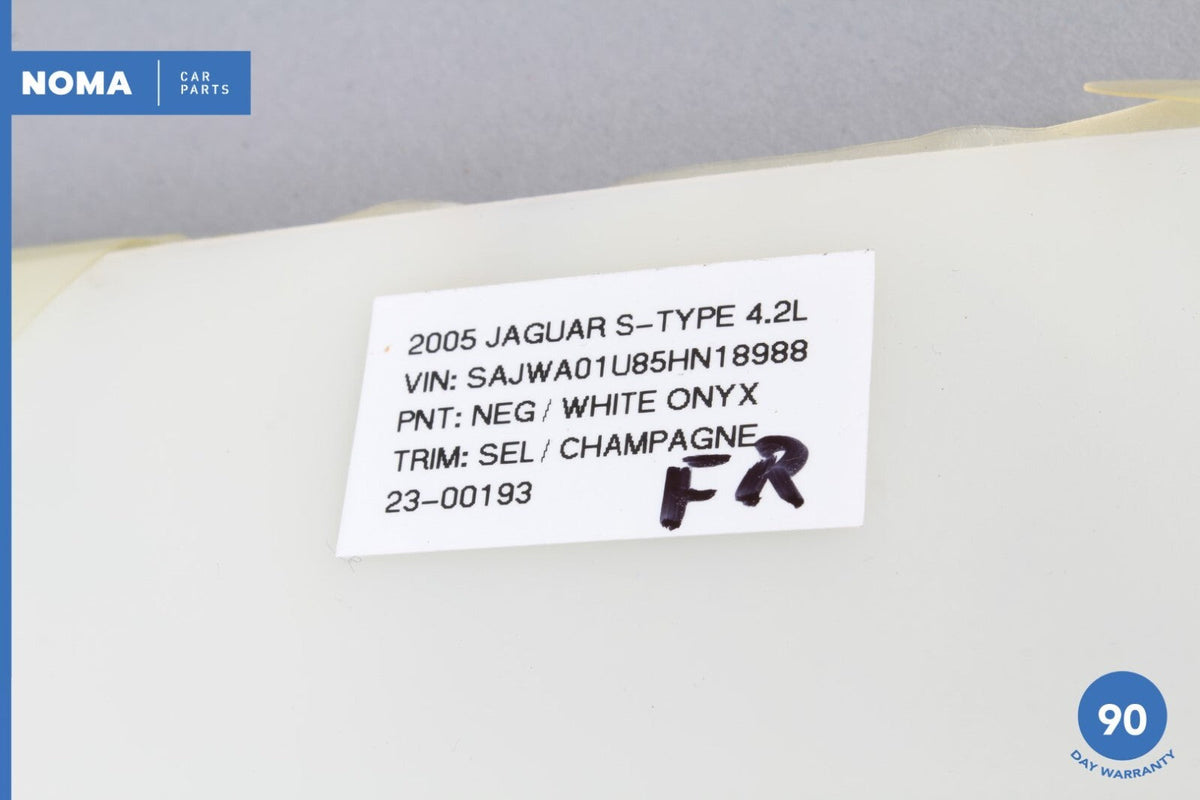 NOMA
CAR
PARTS
2005 JAGUAR S-TYPE 4.2L
VIN: SAJWA01U85HN18988
PNT: NEG / WHITE ONYX
TRIM: SEL / CHAMPAGNE
23-00193
FR
90
DAY WARRANTY